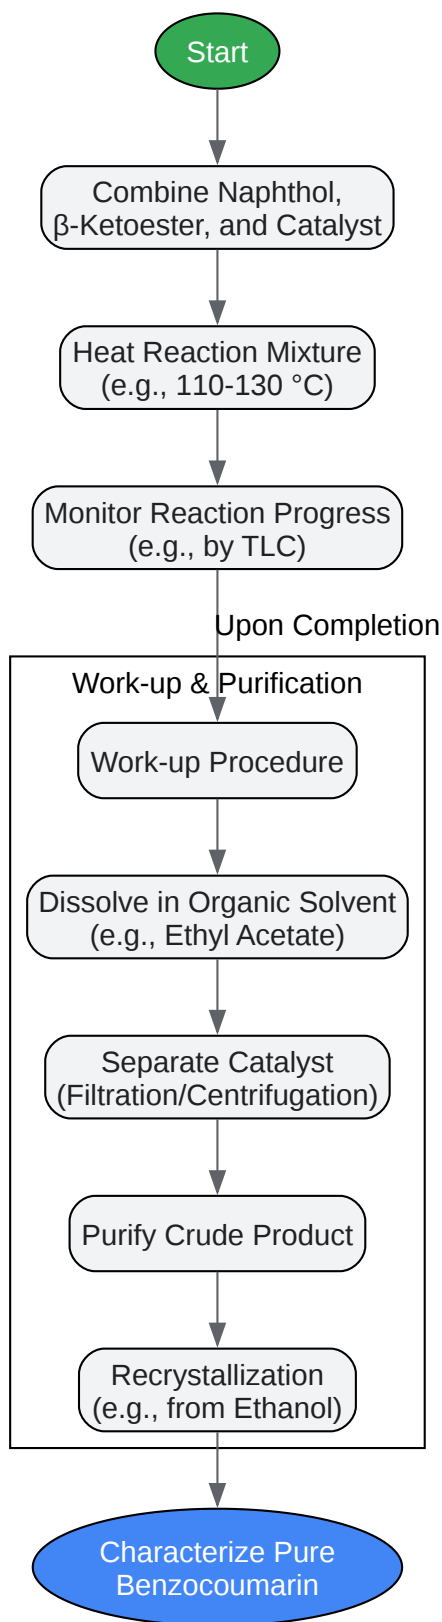 Start
Combine Naphthol,
β-Ketoester, and Catalyst
Heat Reaction Mixture
(e.g., 110-130 °C)
Monitor Reaction Progress
(e.g., by TLC)
Upon Completion
Work-up & Purification
Work-up Procedure
Dissolve in Organic Solvent
(e.g., Ethyl Acetate)
Separate Catalyst
(Filtration/Centrifugation)
Purify Crude Product
Recrystallization
(e.g., from Ethanol)
Characterize Pure
Benzocoumarin